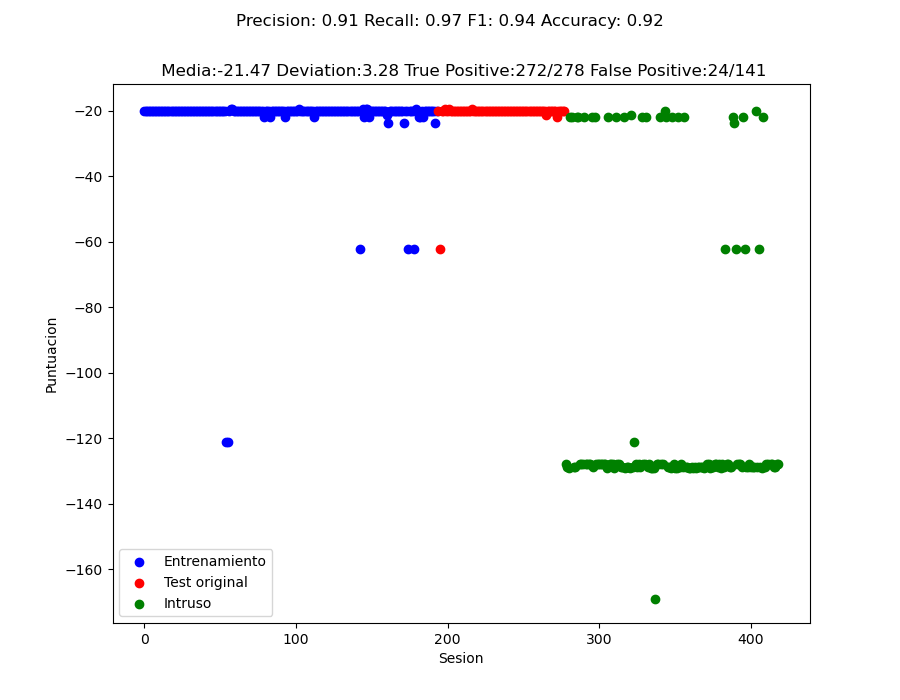 Precision: 0.91 Recall: 0.97 F1: 0.94 Accuracy: 0.92
Media:-21.47 Deviation:3.28 True Positive:272/278 False Positive:24/141
−20
−40
−60
−80
−100
−120
−140
−160
Puntuacion
Entrenamiento
Test original
Intruso
0
100
200
300
400
Sesion